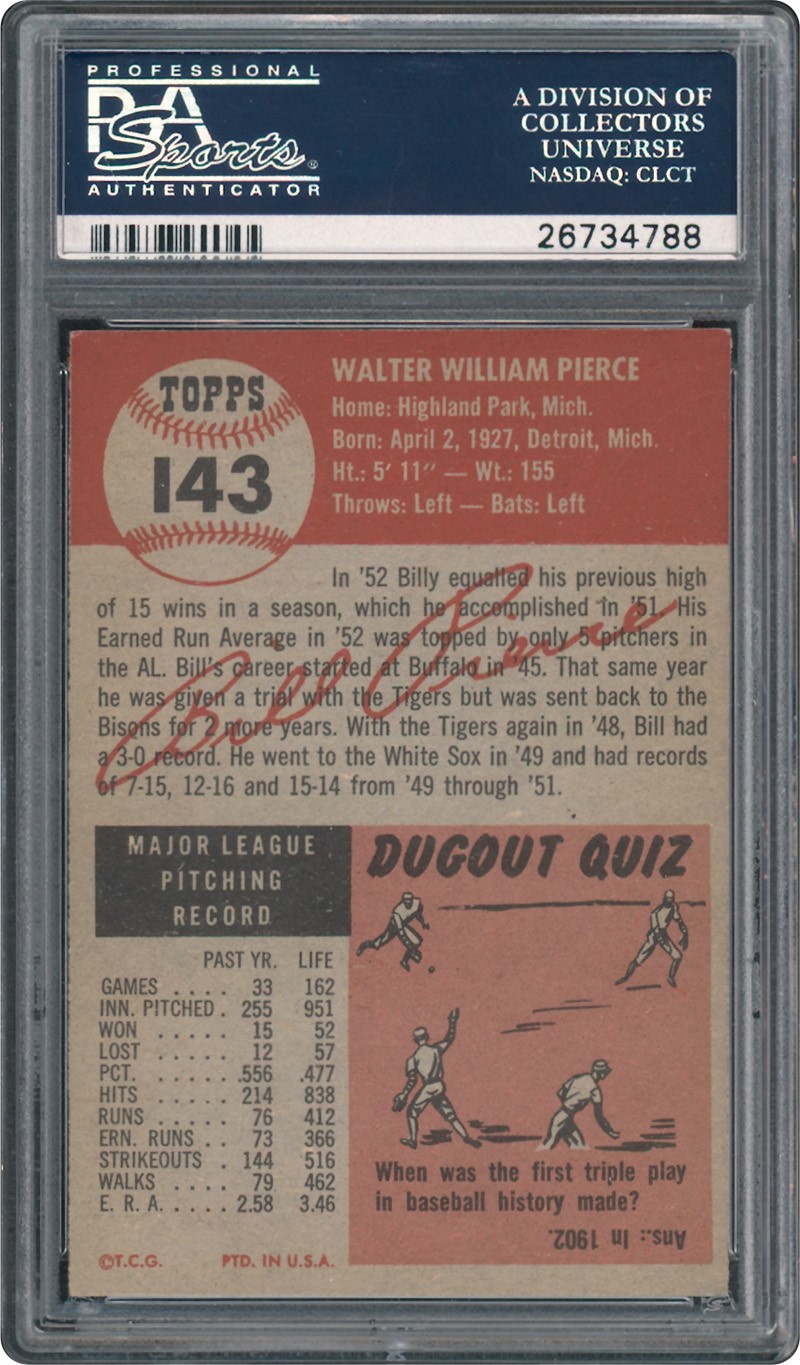 PROFESSIONAL
PSA
Sports
AUTHENTICATOR
A DIVISION OF
COLLECTORS
UNIVERSE
NASDAQ: CLCT
26734788
TOPPS
143
WALTER WILLIAM PIERCE
Home: Highland Park, Mich.
Born: April 2, 1927, Detroit, Mich.
Ht.: 5' 11" — Wt.: 155
Throws: Left — Bats: Left
In '52 Billy equalled his previous high
of 15 wins in a season, which he accomplished in '51. His
Earned Run Average in '52 was topped by only 5 pitchers in
the AL. Bill's career started at Buffalo in '45. That same year
he was given a trial with the Tigers but was sent back to the
Bisons for 2 more years. With the Tigers again in '48, Bill had
a 3-0 record. He went to the White Sox in '49 and had records
of 7-15, 12-16 and 15-14 from '49 through '51.
Bill Pierce
MAJOR LEAGUE
PITCHING
RECORD
PAST YR. LIFE
GAMES .... 33 162
INN. PITCHED . 255 951
WON ..... 15 52
LOST ..... 12 57
PCT. ...... .556 .477
HITS ..... 214 838
RUNS ..... 76 412
ERN. RUNS .. 73 366
STRIKEOUTS . 144 516
WALKS .... 79 462
E. R. A. ..... 2.58 3.46
©T.C.G. PTD. IN U.S.A.
DUGOUT QUIZ
When was the first triple play
in baseball history made?
Ans.: In 1902.